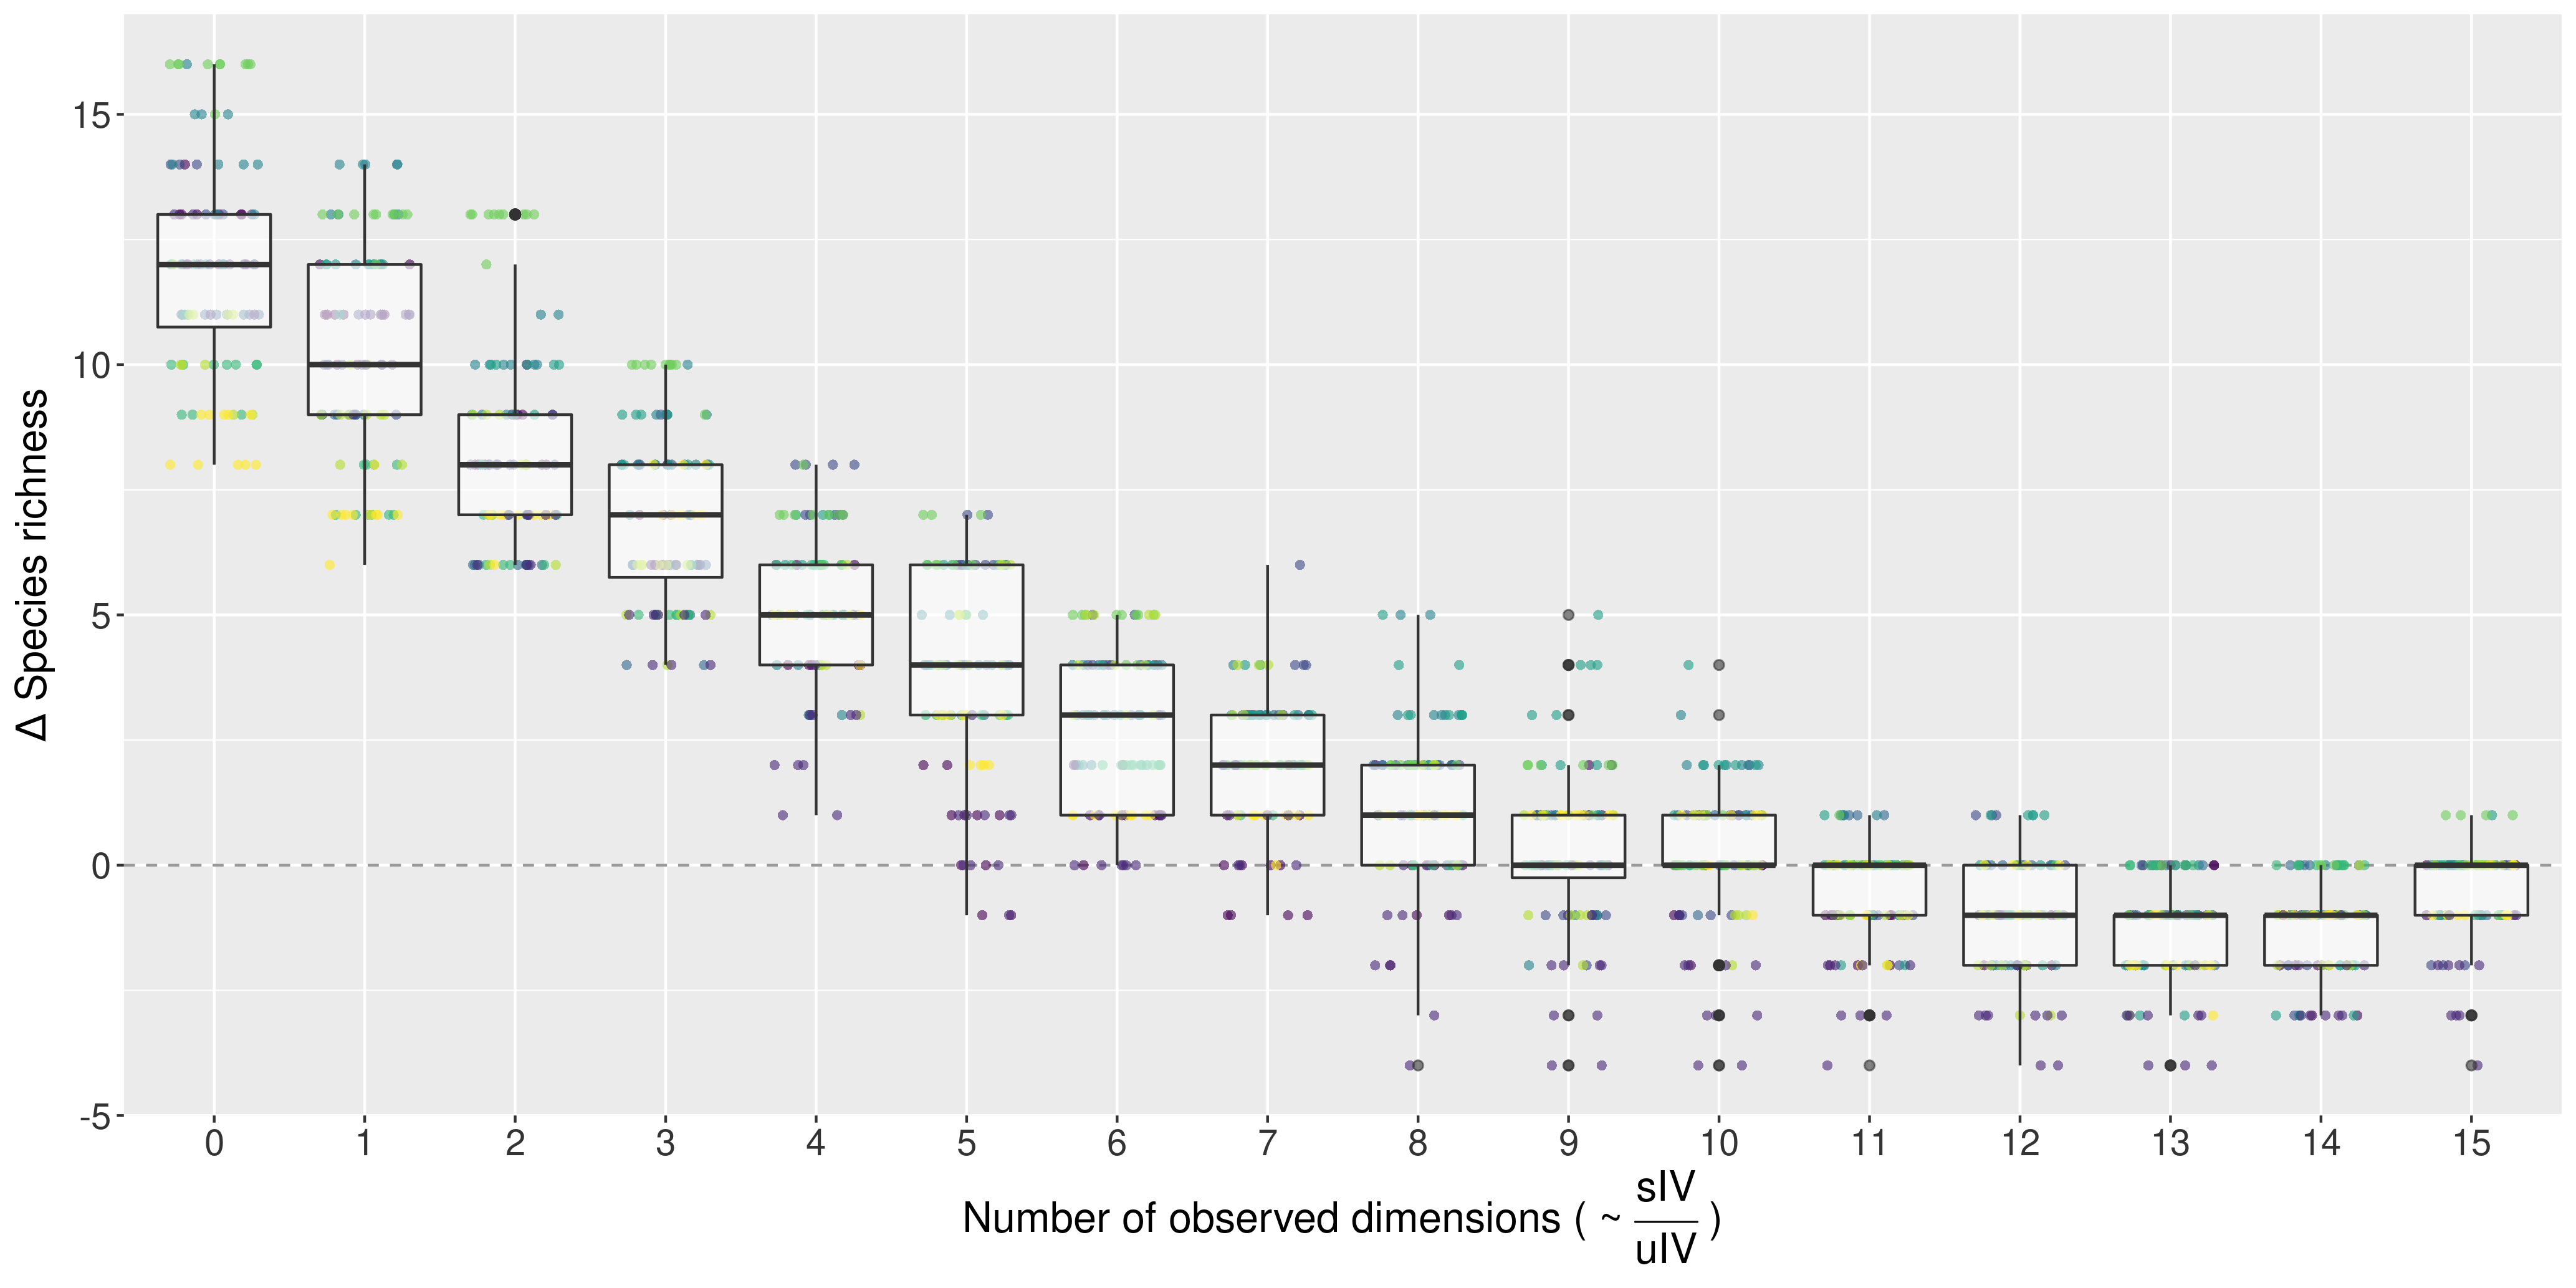 Δ Species richness
15
10
5
0
-5
0 1 2 3 4 5 6 7 8 9 10 11 12 13 14 15
Number of observed dimensions ( ~ sIV / uIV )